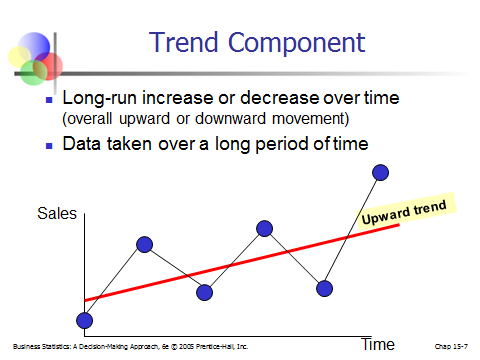 Trend Component
Long-run increase or decrease over time
(overall upward or downward movement)
Data taken over a long period of time
Sales
Upward trend
Time
Business Statistics: A Decision-Making Approach, 6e © 2005 Prentice-Hall, Inc.
Chap 15-7